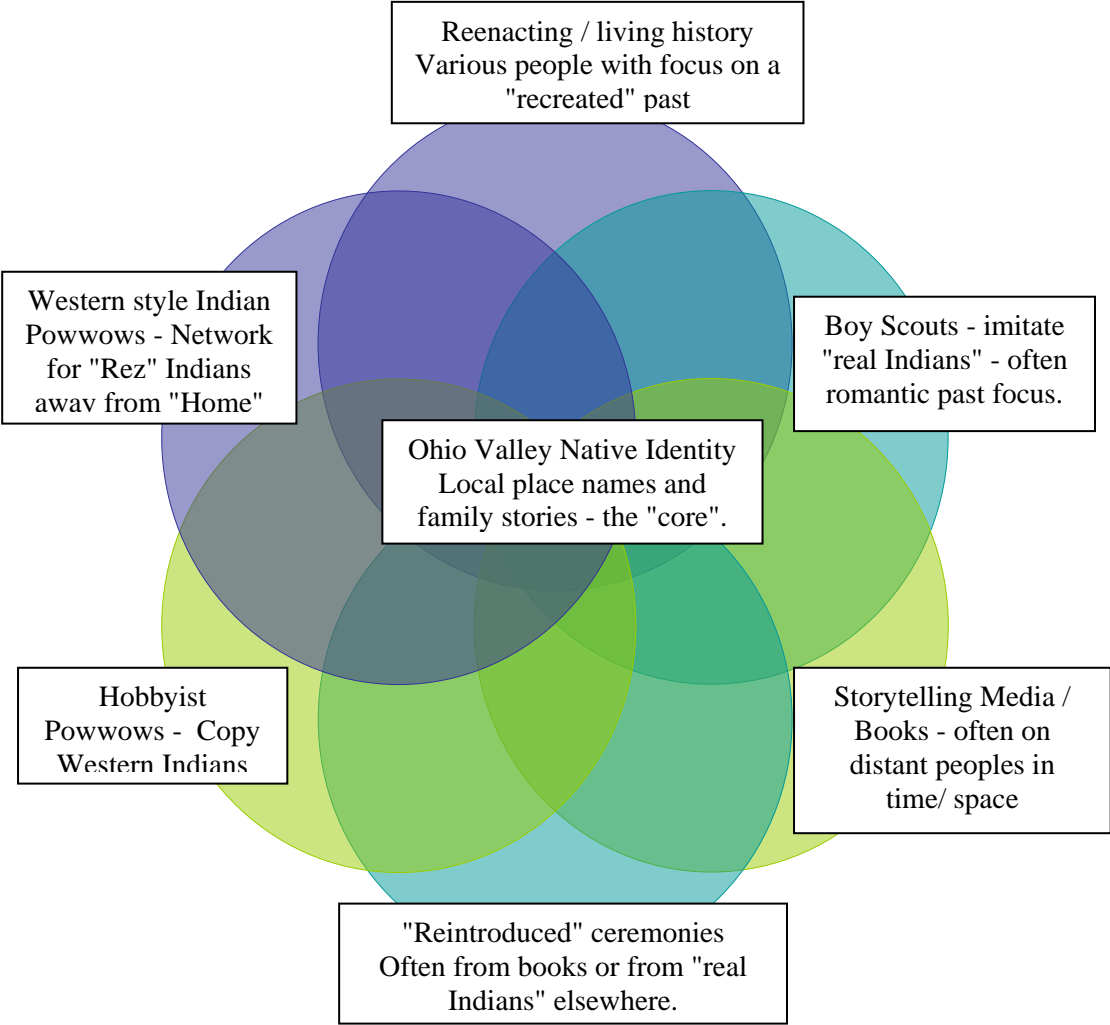 Reenacting / living history
Various people with focus on a
"recreated" past
Western style Indian
Powwows - Network
for "Rez" Indians
away from "Home"
Boy Scouts - imitate
"real Indians" - often
romantic past focus.
Ohio Valley Native Identity
Local place names and
family stories - the "core".
Hobbyist
Powwows -  Copy
Western Indians
Storytelling Media /
Books - often on
distant peoples in
time/ space
"Reintroduced" ceremonies
Often from books or from "real
Indians" elsewhere.